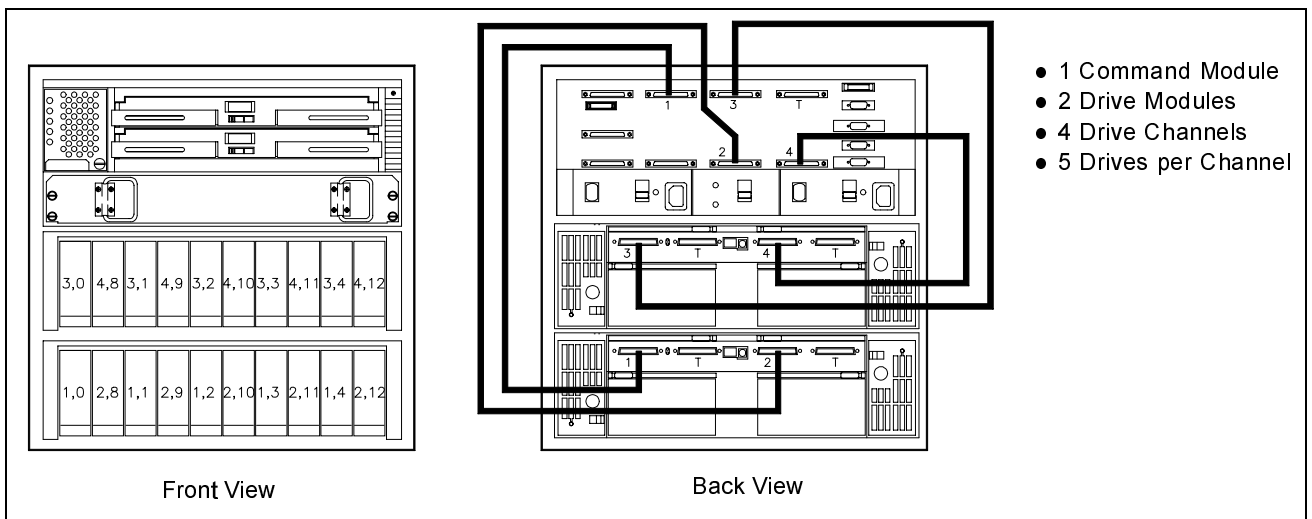 1 3 T
2 4
3 T 4 T
1 T 2 T
3,0 4,8 3,1 4,9 3,2 4,10 3,3 4,11 3,4 4,12
1,0 2,8 1,1 2,9 1,2 2,10 1,3 2,11 1,4 2,12
Front View
Back View
● 1 Command Module
● 2 Drive Modules
● 4 Drive Channels
● 5 Drives per Channel